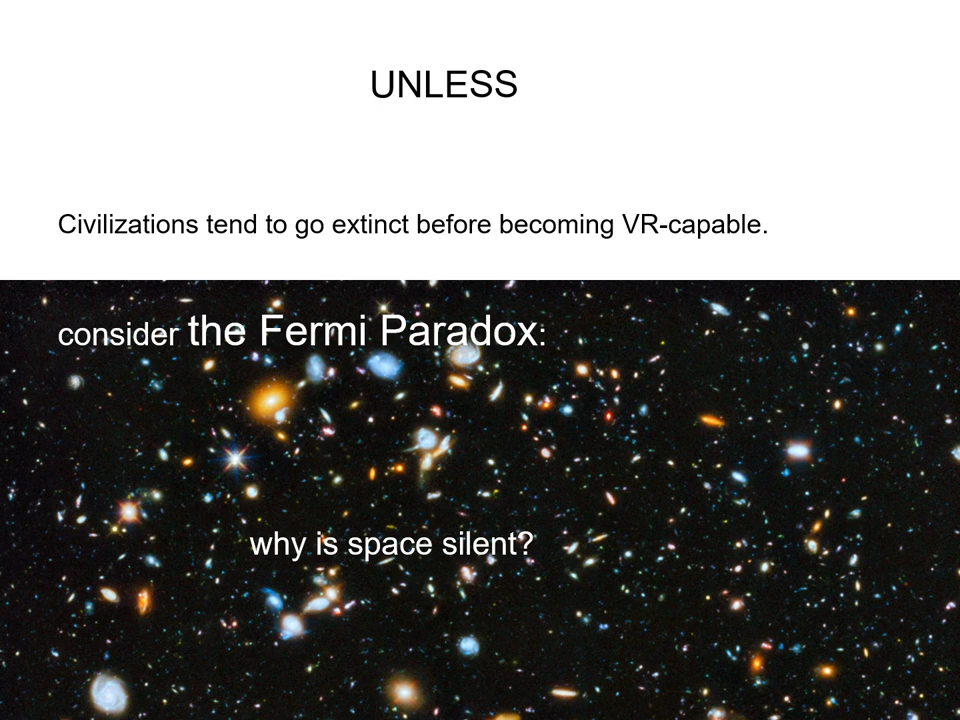 UNLESS
Civilizations tend to go extinct before becoming VR-capable.
consider the Fermi Paradox:
why is space silent?